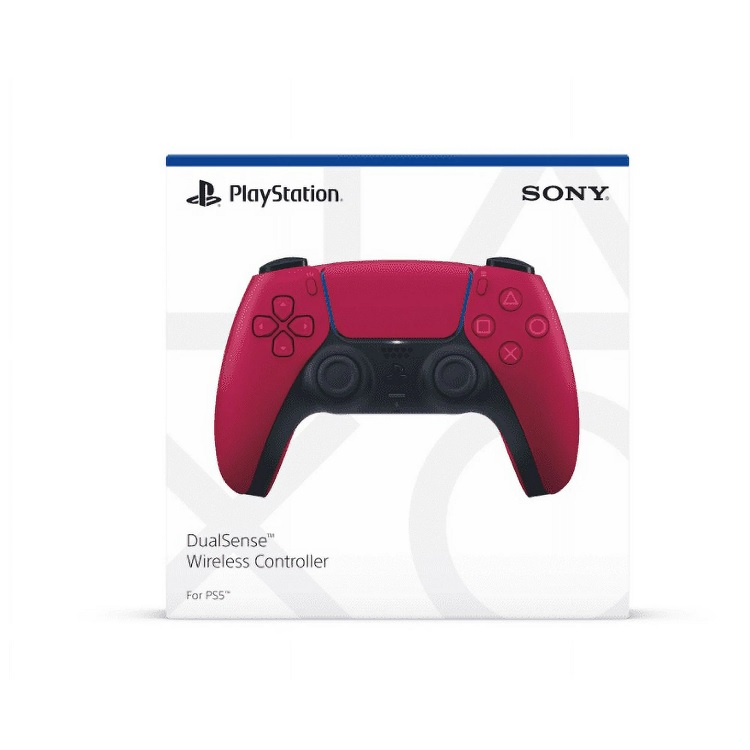 PlayStation®
SONY®
DualSense™
Wireless Controller
For PS5™